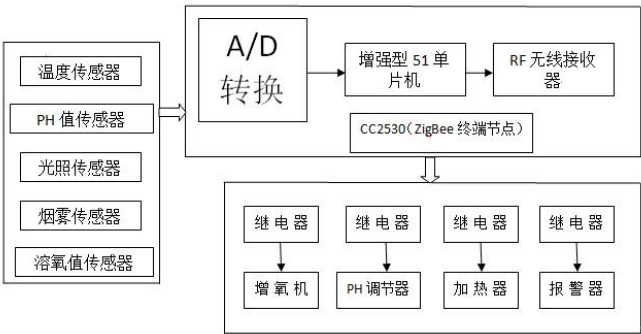 温度传感器
PH 值传感器
光照传感器
烟雾传感器
溶氧值传感器
A/D
转换
增强型 51 单
片机
RF 无线接收
器
CC2530（ZigBee 终端节点）
继 电 器
继 电 器
继 电 器
继 电 器
增 氧 机
PH 调节器
加 热 器
报 警 器